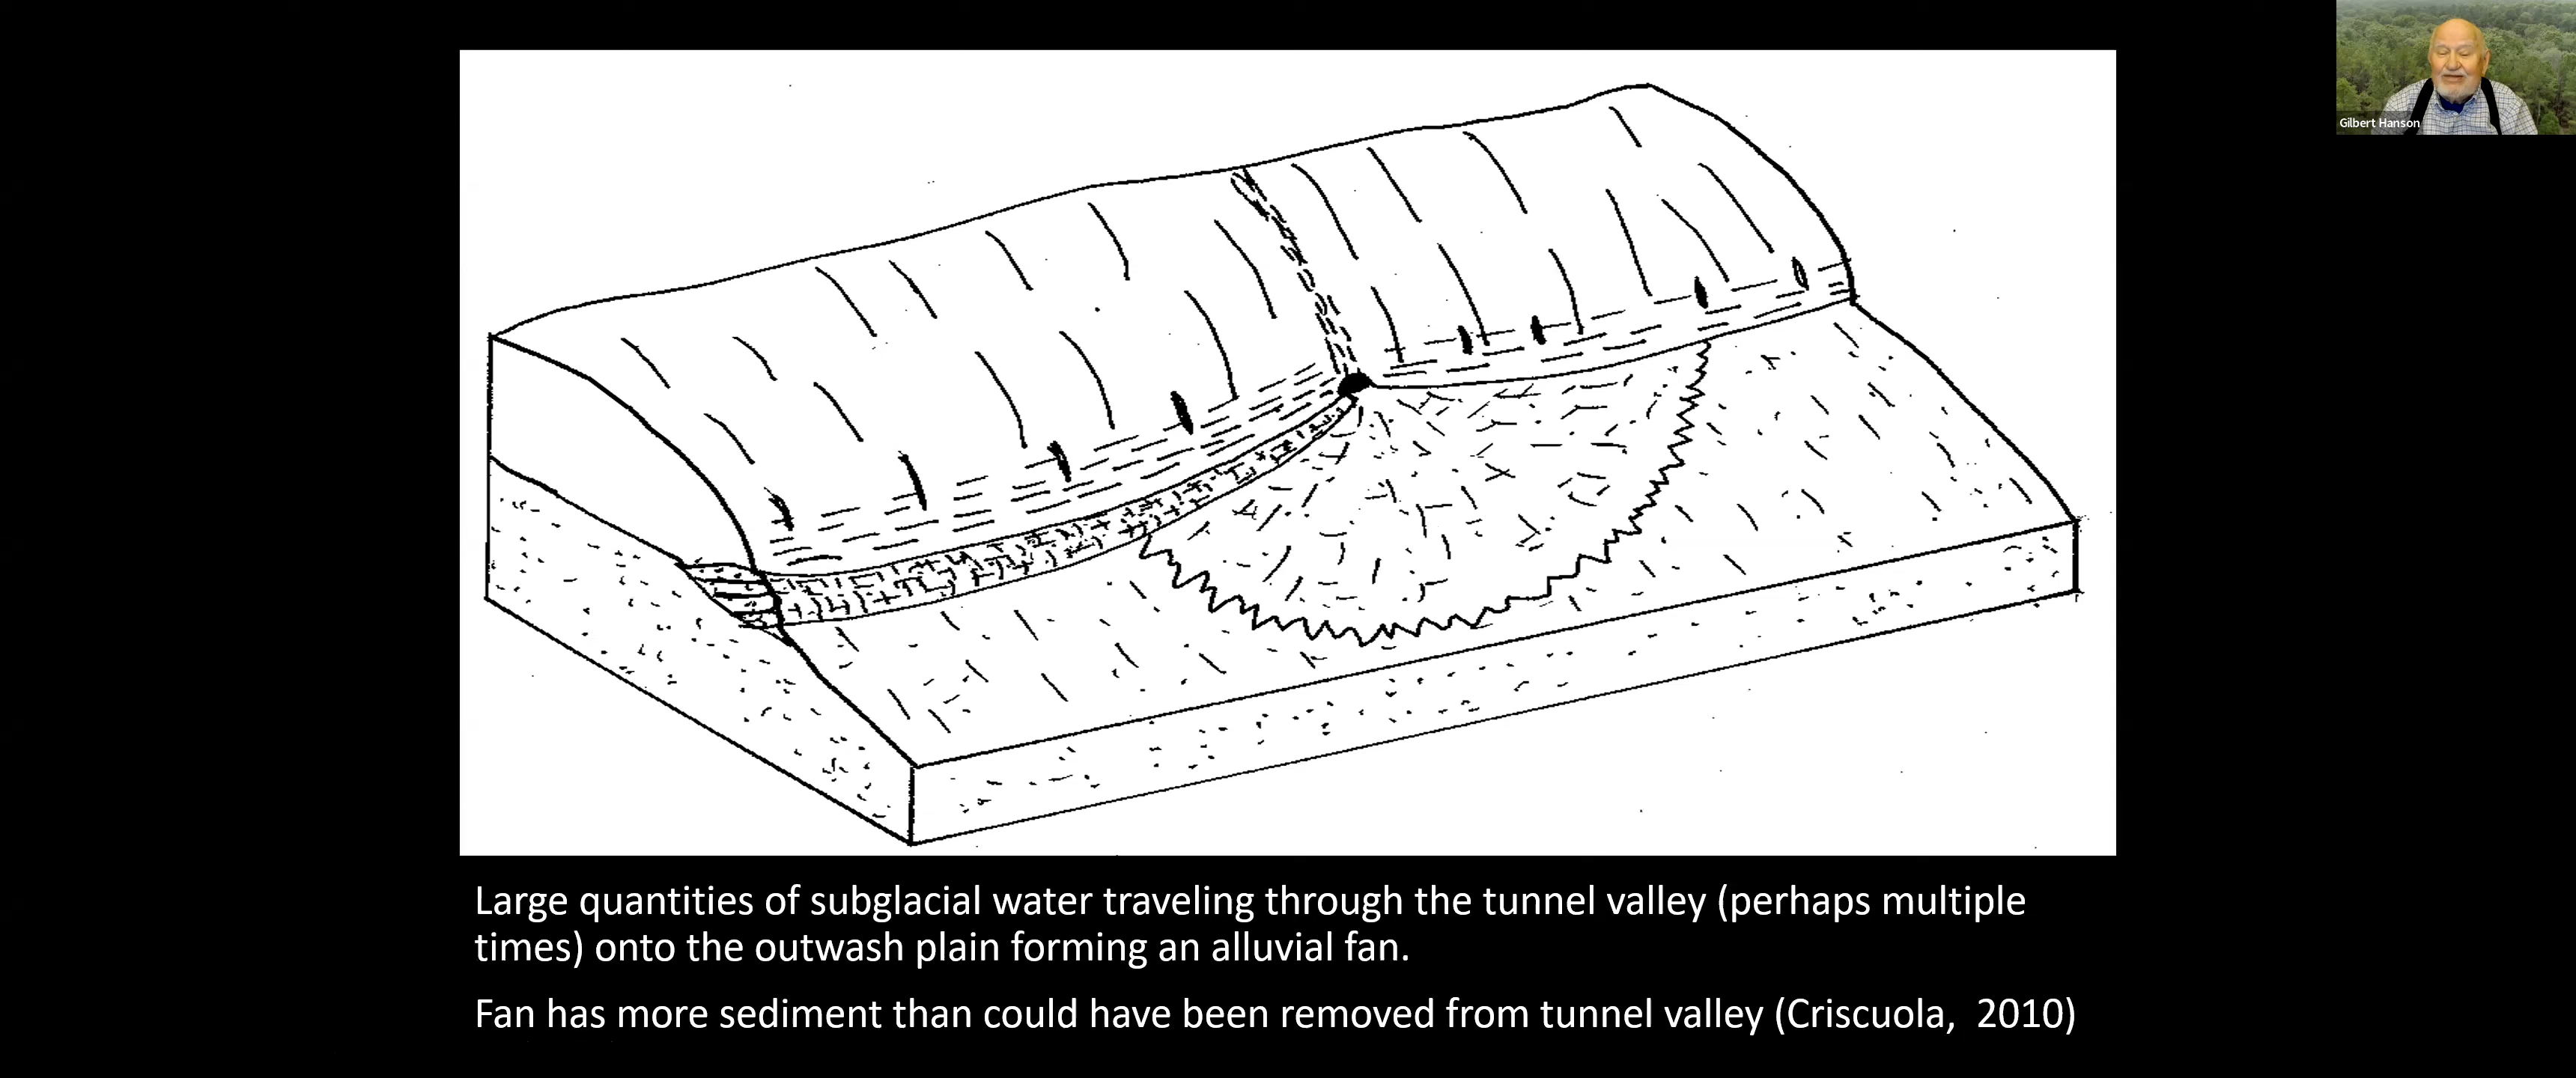 Gilbert Hanson
Large quantities of subglacial water traveling through the tunnel valley (perhaps multiple
times) onto the outwash plain forming an alluvial fan.
Fan has more sediment than could have been removed from tunnel valley (Criscuola,  2010)